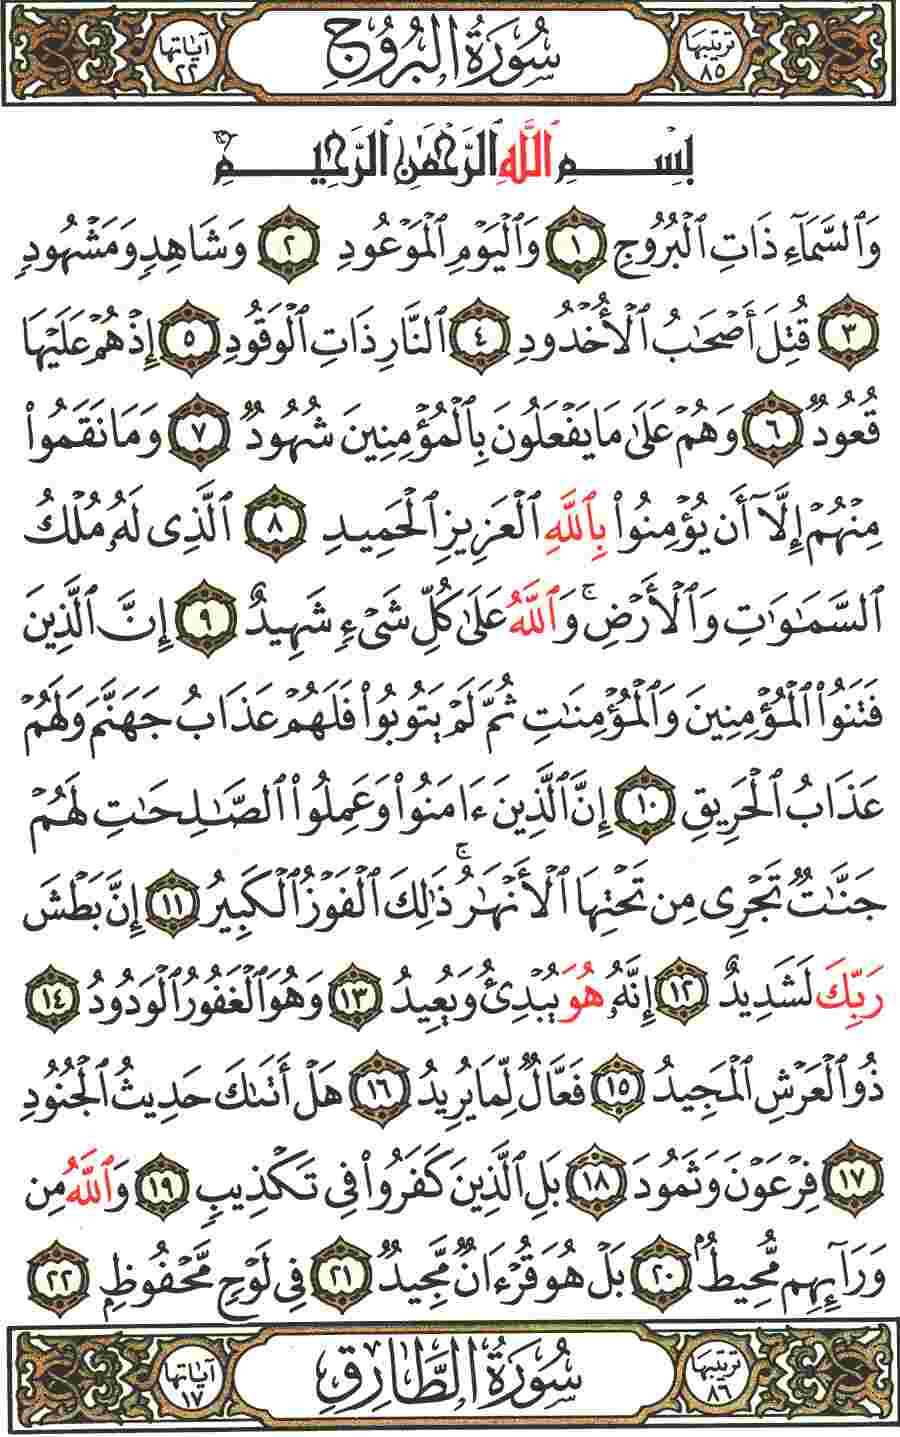 ترتيبها ٨٥ سُورَةُ الْبُرُوجِ آياتها ٢٢
بِسْمِ ٱللَّهِ ٱلرَّحْمَٰنِ ٱلرَّحِيمِ
وَٱلسَّمَآءِ ذَاتِ ٱلْبُرُوجِ ١ وَٱلْيَوْمِ ٱلْمَوْعُودِ ٢ وَشَاهِدٍ وَمَشْهُودٍ
٣ قُتِلَ أَصْحَٰبُ ٱلْأُخْدُودِ ٤ ٱلنَّارِ ذَاتِ ٱلْوَقُودِ ٥ إِذْ هُمْ عَلَيْهَا
قُعُودٌ ٦ وَهُمْ عَلَىٰ مَا يَفْعَلُونَ بِٱلْمُؤْمِنِينَ شُهُودٌ ٧ وَمَا نَقَمُوا۟
مِنْهُمْ إِلَّآ أَن يُؤْمِنُوا۟ بِٱللَّهِ ٱلْعَزِيزِ ٱلْحَمِيدِ ٨ ٱلَّذِى لَهُۥ مُلْكُ
ٱلسَّمَٰوَٰتِ وَٱلْأَرْضِ ۚ وَٱللَّهُ عَلَىٰ كُلِّ شَىْءٍ شَهِيدٌ ٩ إِنَّ ٱلَّذِينَ
فَتَنُوا۟ ٱلْمُؤْمِنِينَ وَٱلْمُؤْمِنَٰتِ ثُمَّ لَمْ يَتُوبُوا۟ فَلَهُمْ عَذَابُ جَهَنَّمَ وَلَهُمْ
عَذَابُ ٱلْحَرِيقِ ١٠ إِنَّ ٱلَّذِينَ ءَامَنُوا۟ وَعَمِلُوا۟ ٱلصَّٰلِحَٰتِ لَهُمْ
جَنَّٰتٌ تَجْرِى مِن تَحْتِهَا ٱلْأَنْهَٰرُ ۚ ذَٰلِكَ ٱلْفَوْزُ ٱلْكَبِيرُ ١١ إِنَّ بَطْشَ
رَبِّكَ لَشَدِيدٌ ١٢ إِنَّهُۥ هُوَ يُبْدِئُ وَيُعِيدُ ١٣ وَهُوَ ٱلْغَفُورُ ٱلْوَدُودُ ١٤
ذُو ٱلْعَرْشِ ٱلْمَجِيدُ ١٥ فَعَّالٌ لِّمَا يُرِيدُ ١٦ هَلْ أَتَىٰكَ حَدِيثُ ٱلْجُنُودِ
١٧ فِرْعَوْنَ وَثَمُودَ ١٨ بَلِ ٱلَّذِينَ كَفَرُوا۟ فِى تَكْذِيبٍ ١٩ وَٱللَّهُ مِن
وَرَآئِهِم مُّحِيطٌۢ ٢٠ بَلْ هُوَ قُرْءَانٌ مَّجِيدٌ ٢١ فِى لَوْحٍ مَّحْفُوظٍۭ ٢٢
ترتيبها ٨٦ سُورَةُ الطَّارِقِ آياتها ١٧